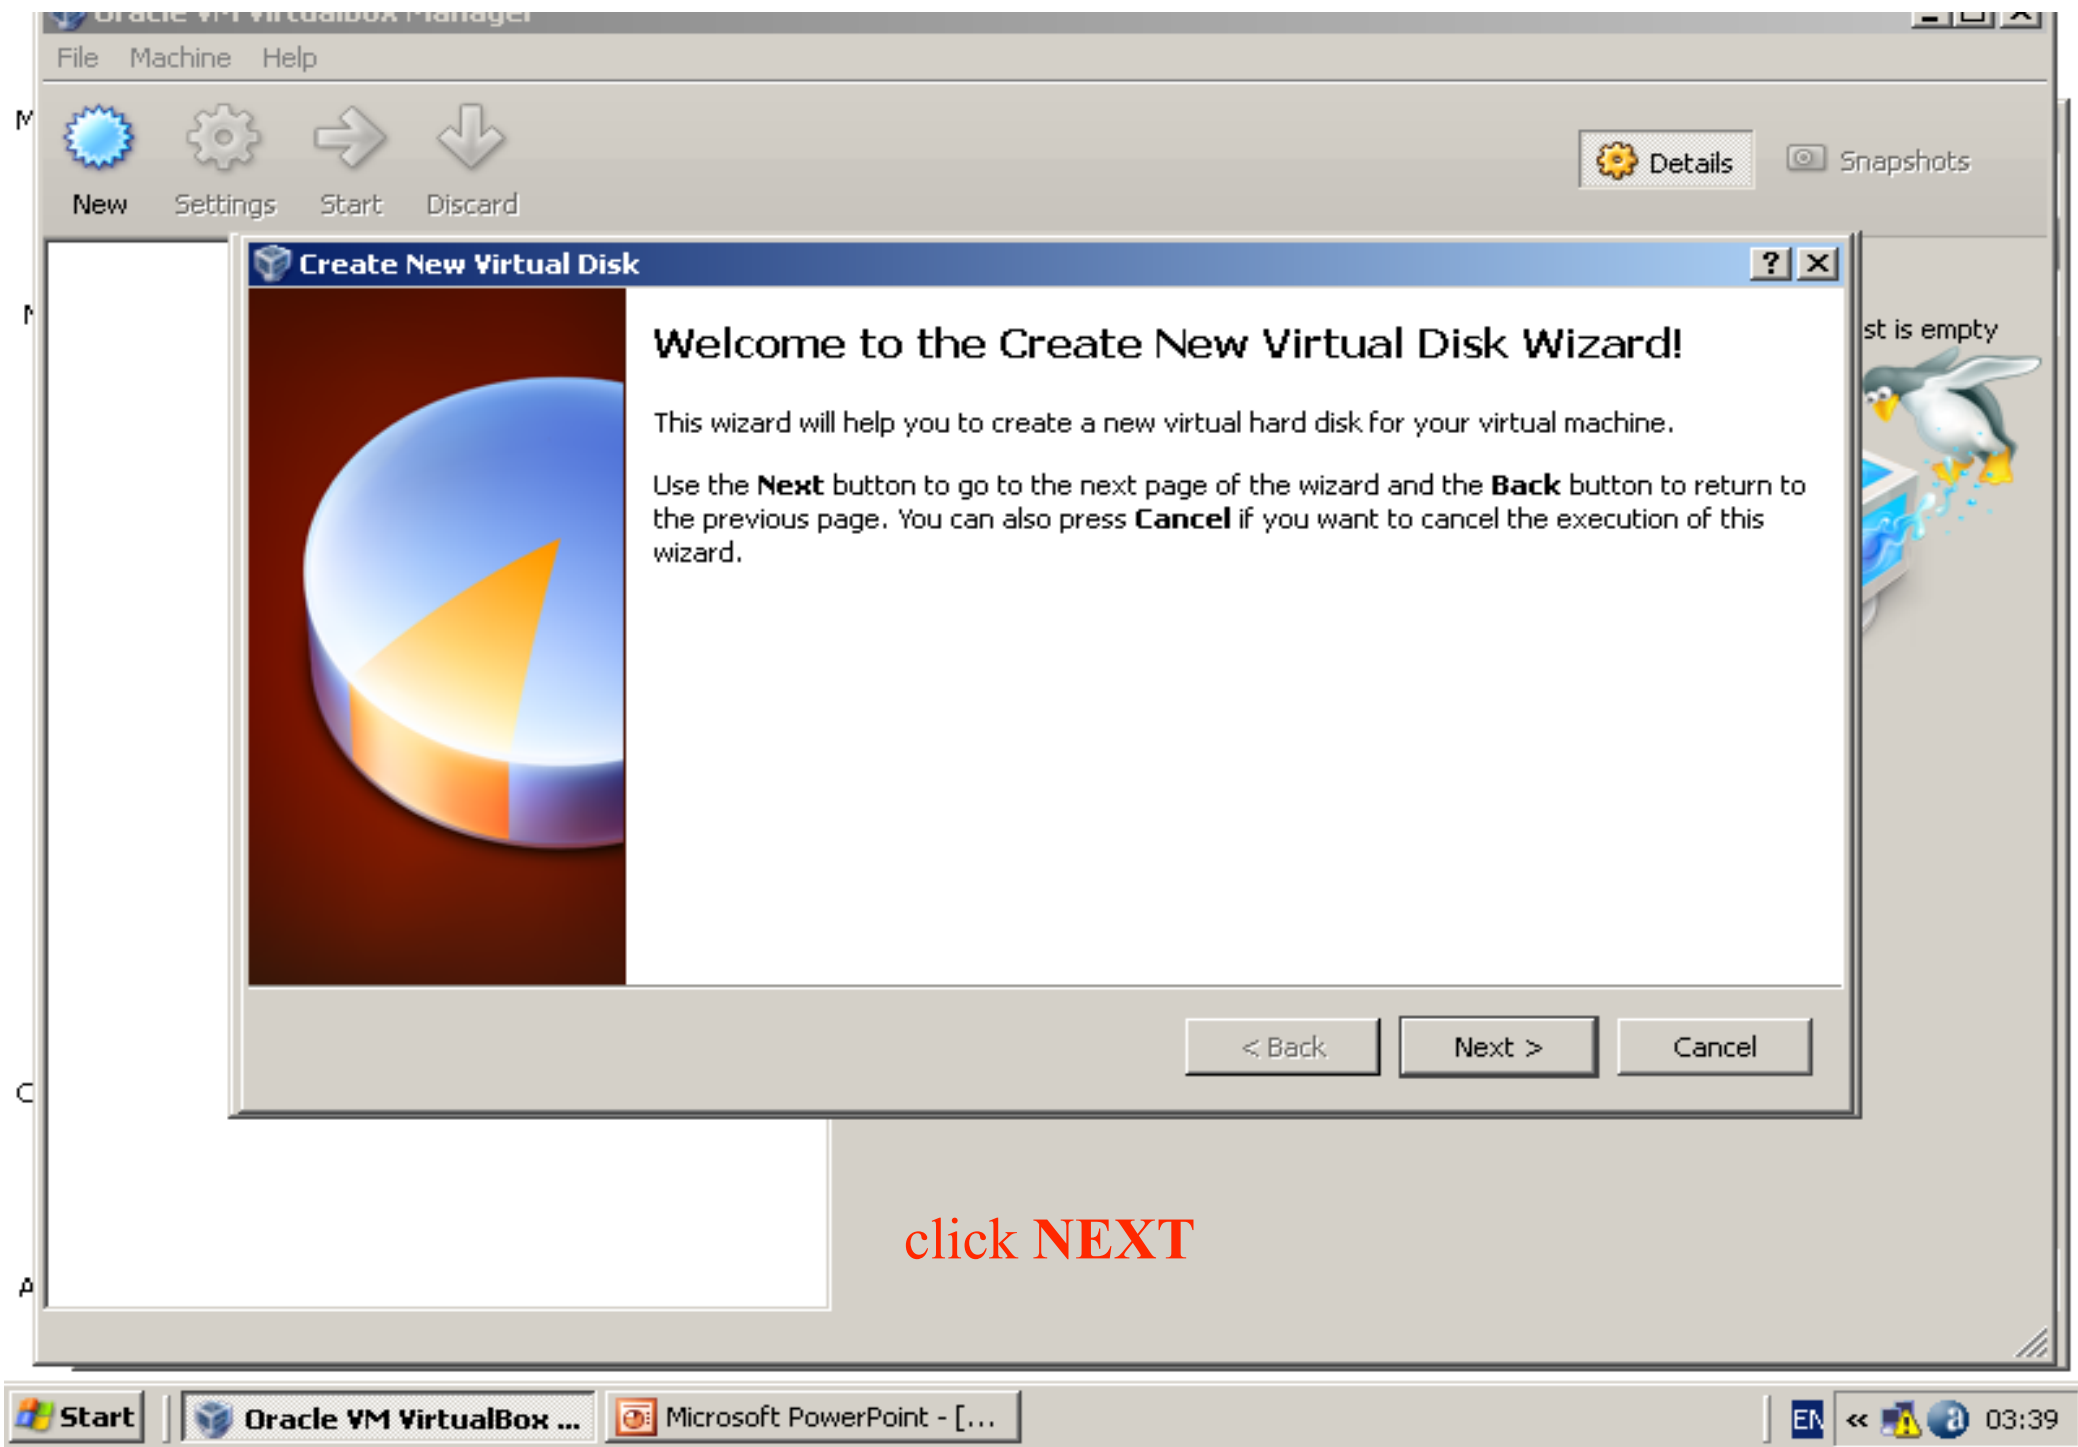 Oracle VM VirtualBox Manager
File Machine Help
New Settings Start Discard
Details Snapshots
Create New Virtual Disk
Welcome to the Create New Virtual Disk Wizard!
st is empty
This wizard will help you to create a new virtual hard disk for your virtual machine.
Use the Next button to go to the next page of the wizard and the Back button to return to
the previous page. You can also press Cancel if you want to cancel the execution of this
wizard.
< Back Next > Cancel
click NEXT
Start Oracle VM VirtualBox ... Microsoft PowerPoint - [... EN « 03:39